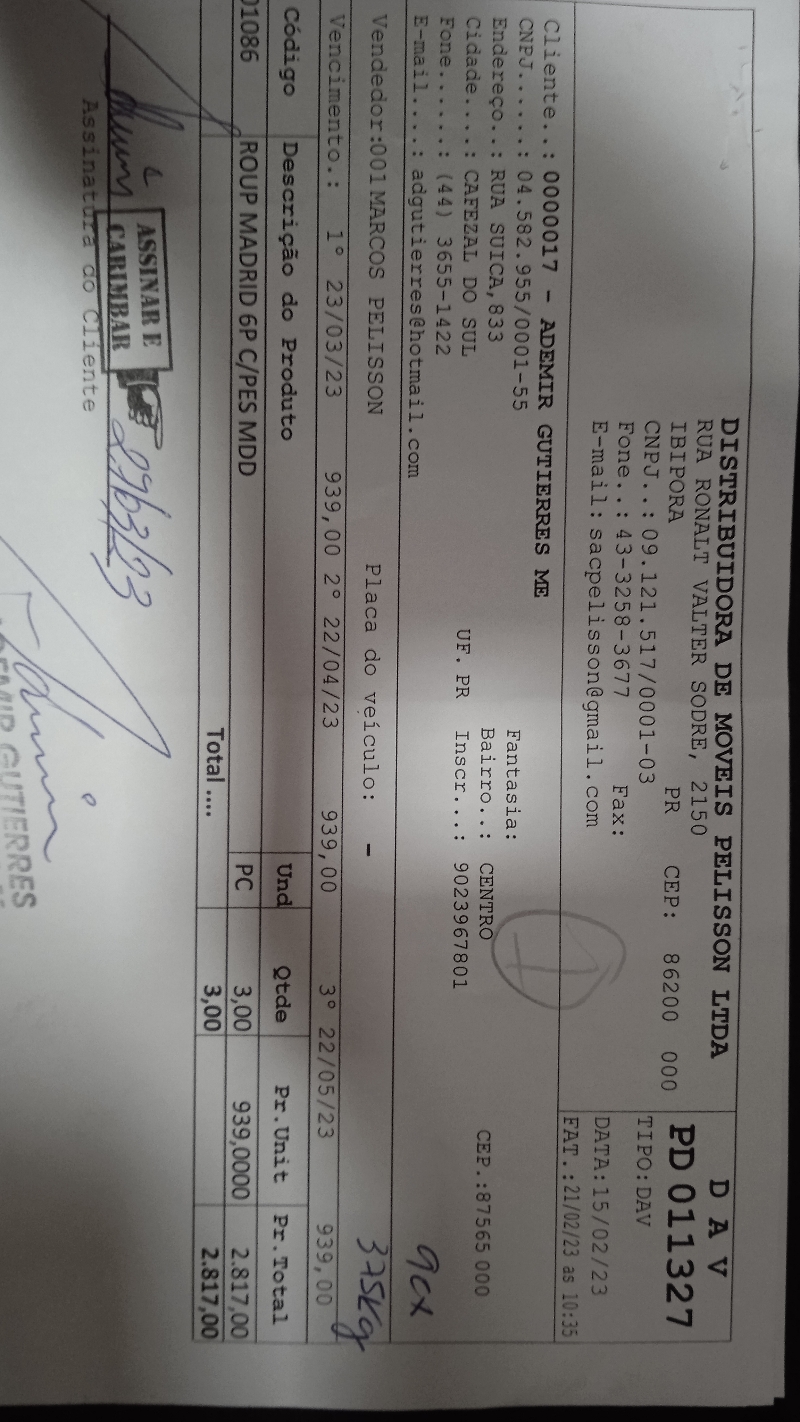 DISTRIBUIDORA DE MOVEIS PELISSON LTDA
RUA RONALT VALTER SODRE, 2150
IBIPORA PR CEP: 86200 000
CNPJ..: 09.121.517/0001-03
Fone..: 43-3258-3677 Fax:
E-mail: sacpelisson@gmail.com
D A V
PD 011327
TIPO:DAV
DATA:15/02/23
FAT.:21/02/23 as 10:35
Cliente..: 0000017 - ADEMIR GUTIERRES ME
CNPJ......: 04.582.955/0001-55 Fantasia:
Endereço..: RUA SUICA,833 Bairro..: CENTRO CEP.:87565 000
Cidade....: CAFEZAL DO SUL UF. PR Inscr...: 9023967801
Fone......: (44) 3655-1422
E-mail....: adgutierres@hotmail.com
9cx
Vendedor:001 MARCOS PELISSON Placa do veículo: -
375kg
Vencimento.: 1° 23/03/23 939,00 2° 22/04/23 939,00 3° 22/05/23 939,00
Código Descrição do Produto Und Qtde Pr.Unit Pr.Total
01086 ROUP MADRID 6P C/PES MDD PC 3,00 939,0000 2.817,00
Total .... 3,00 2.817,00
ASSINAR E
CARIMBAR
Assinatura do Cliente
GUTIERRES